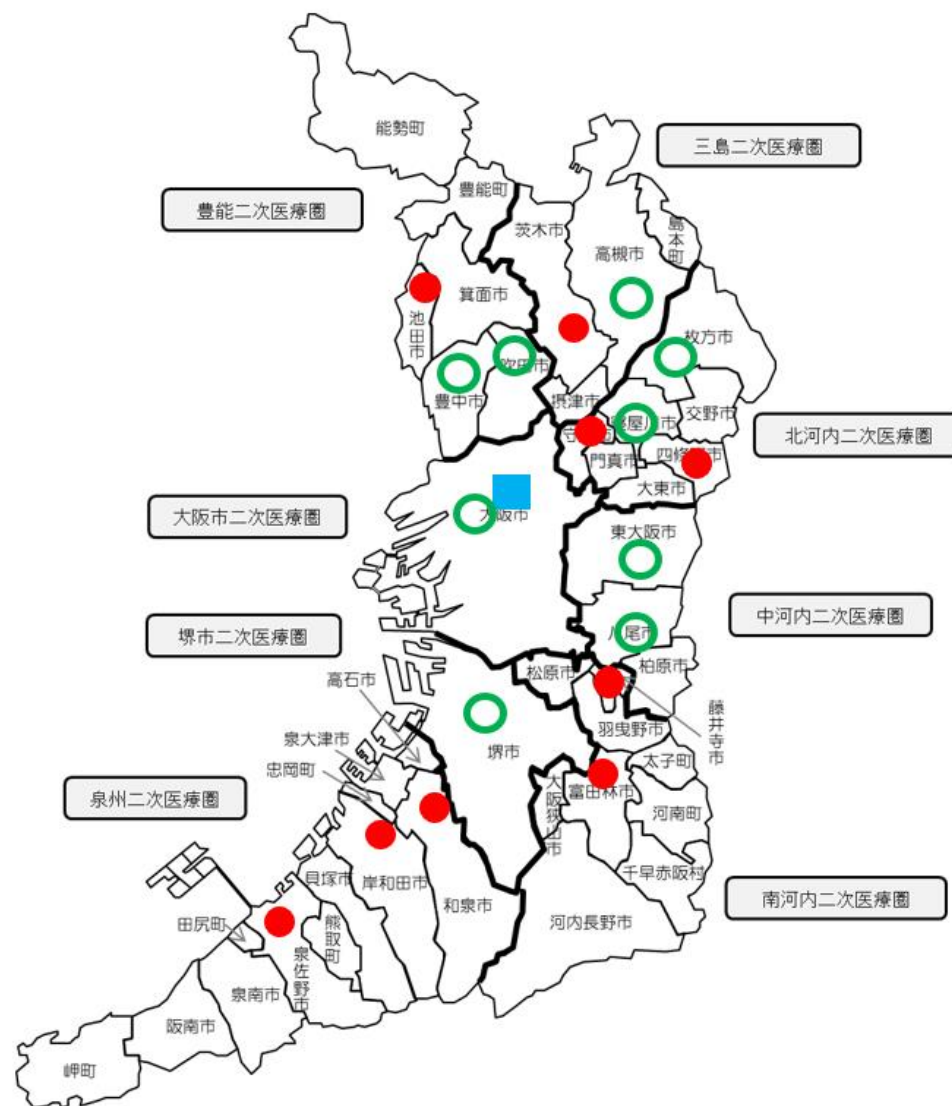 能勢町
三島二次医療圏
豊能町
豊能二次医療圏
茨木市
島本町
高槻市
箕面市
池田市
枚方市
吹田市
豊中市
摂津市
交野市
寝屋川市
北河内二次医療圏
門真市
大東市
大阪市二次医療圏
大阪市
東大阪市
中河内二次医療圏
堺市二次医療圏
八尾市
柏原市
松原市
高石市
藤井寺市
羽曳野市
泉大津市
堺市
太子町
忠岡町
大阪狭山市
富田林市
泉州二次医療圏
河南町
千早赤阪村
貝塚市
岸和田市
和泉市
南河内二次医療圏
田尻町
熊取町
河内長野市
泉佐野市
泉南市
阪南市
岬町